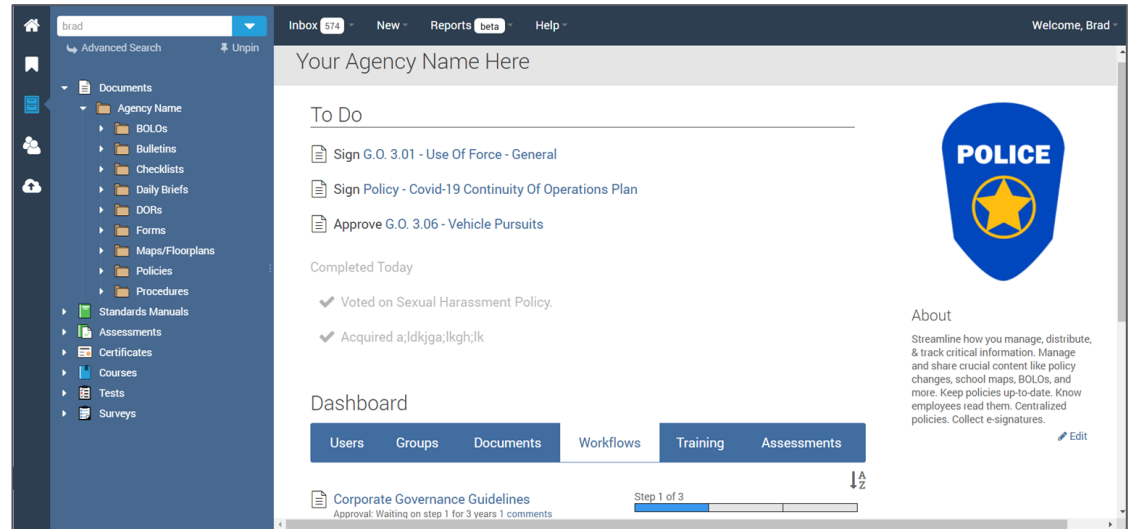 brad
Advanced Search
Unpin
Documents
Agency Name
BOLOs
Bulletins
Checklists
Daily Briefs
DORs
Forms
Maps/Floorplans
Policies
Procedures
Standards Manuals
Assessments
Certificates
Courses
Tests
Surveys
Inbox 574 New Reports beta Help Welcome, Brad
Your Agency Name Here
To Do
Sign G.O. 3.01 - Use Of Force - General
Sign Policy - Covid-19 Continuity Of Operations Plan
Approve G.O. 3.06 - Vehicle Pursuits
Completed Today
Voted on Sexual Harassment Policy.
Acquired a;ldkjga;lkgh;lk
Dashboard
Users Groups Documents Workflows Training Assessments
A
Z
Corporate Governance Guidelines
Approval: Waiting on step 1 for 3 years 1 comments
Step 1 of 3
POLICE
About
Streamline how you manage, distribute,
& track critical information. Manage
and share crucial content like policy
changes, school maps, BOLOs, and
more. Keep policies up-to-date. Know
employees read them. Centralized
policies. Collect e-signatures.
Edit